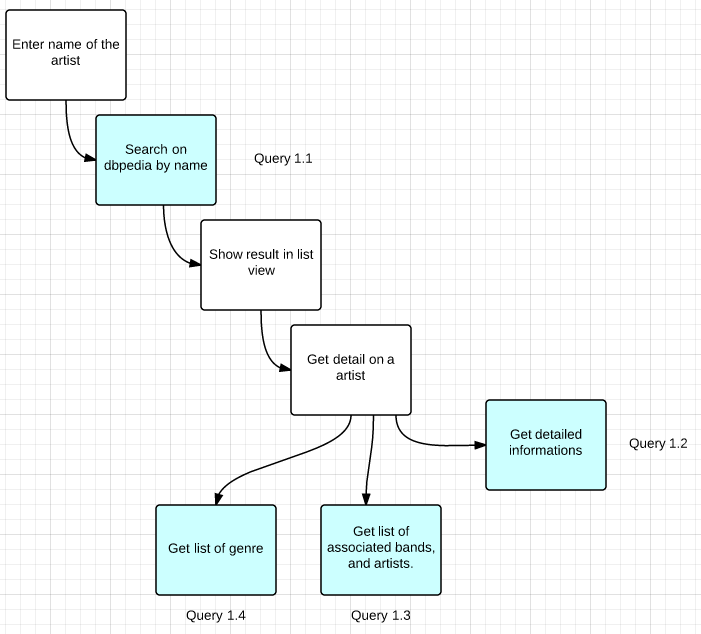 Enter name of the
artist
Search on
dbpedia by name
Query 1.1
Show result in list
view
Get detail on a
artist
Get detailed
informations
Query 1.2
Get list of genre
Get list of
associated bands,
and artists.
Query 1.4
Query 1.3